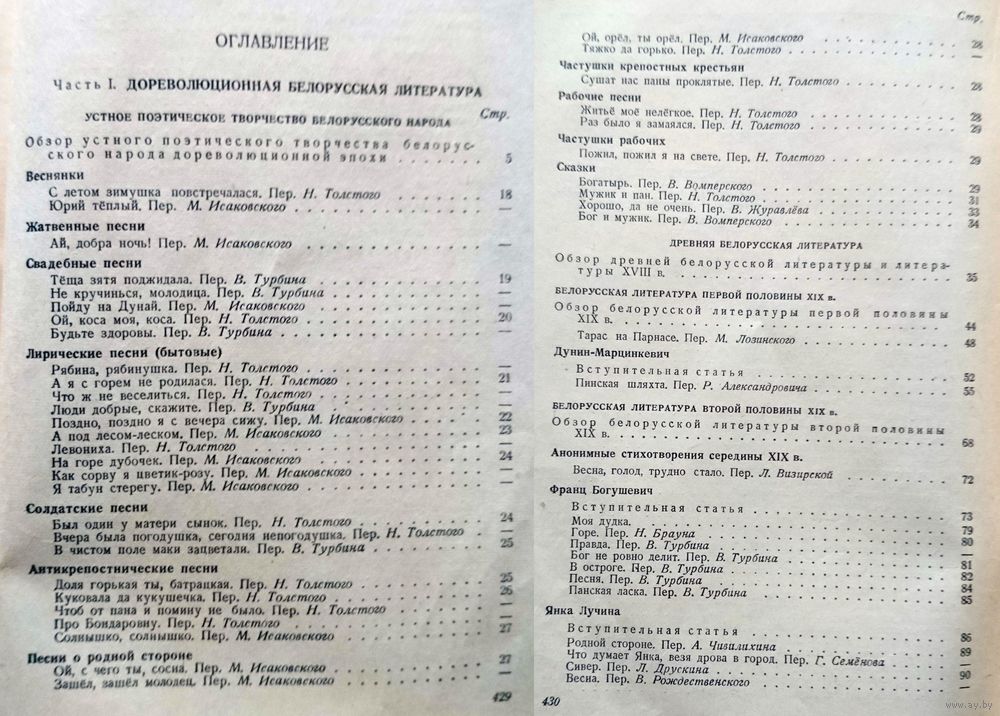 ОГЛАВЛЕНИЕ
Часть I. ДОРЕВОЛЮЦИОННАЯ БЕЛОРУССКАЯ ЛИТЕРАТУРА
УСТНОЕ ПОЭТИЧЕСКОЕ ТВОРЧЕСТВО БЕЛОРУССКОГО НАРОДА Стр.
Обзор устного поэтического творчества белорус-
ского народа дореволюционной эпохи . . . . . 5
Веснянки
С летом зимушка повстречалася. Пер. Н. Толстого . . . . . 18
Юрий тёплый. Пер. М. Исаковского . . . . . —
Жатвенные песни
Ай, добра ночь! Пер. М. Исаковского . . . . . —
Свадебные песни
Тёща зятя поджидала. Пер. В. Турбина . . . . . 19
Не кручинься, молодица. Пер. В. Турбина . . . . . —
Пойду на Дунай. Пер. М. Исаковского . . . . . —
Ой, коса моя, коса. Пер. Н. Толстого . . . . . 20
Будьте здоровы. Пер. В. Турбина . . . . . —
Лирические песни (бытовые)
Рябина, рябинушка. Пер. Н. Толстого . . . . . —
А я с горем не родилася. Пер. Н. Толстого . . . . . 21
Что ж не веселиться. Пер. Н. Толстого . . . . . —
Люди добрые, скажите. Пер. В. Турбина . . . . . —
Поздно, поздно я с вечера сижу. Пер. М. Исаковского . . . . . 22
А под лесом-леском. Пер. М. Исаковского . . . . . 23
Левониха. Пер. Н. Толстого . . . . . —
На горе дубочек. Пер. М. Исаковского . . . . . 24
Как сорву я цветик-розу. Пер. М. Исаковского . . . . . —
Я табун стерегу. Пер. М. Исаковского . . . . . —
Солдатские песни
Был один у матери сынок. Пер. Н. Толстого . . . . . 24
Вчера была погодушка, сегодня непогодушка. Пер. Н. Толстого . —
В чистом поле маки зацветали. Пер. В. Турбина . . . . . 25
Антикрепостнические песни
Доля горькая ты, батрацкая. Пер. Н. Толстого . . . . . 25
Куковала да кукушечка. Пер. Н. Толстого . . . . . 26
Чтоб от пана и помину не было. Пер. Н. Толстого . . . . . —
Про Бондаровну. Пер. Н. Толстого . . . . . —
Солнышко, солнышко. Пер. М. Исаковского . . . . . 27
Песни о родной стороне
Ой, с чего ты, сосна. Пер. М. Исаковского . . . . . 27
Зашёл, зашёл молодец. Пер. М. Исаковского . . . . . —
429
Стр.
Ой, орёл, ты орёл. Пер. М. Исаковского . . . . . 28
Тяжко да горько. Пер. Н. Толстого . . . . . —
Частушки крепостных крестьян
Сушат нас паны проклятые. Пер. Н. Толстого . . . . . 28
Рабочие песни
Житьё моё нелёгкое. Пер. Н. Толстого . . . . . 28
Раз было я замаялся. Пер. Н. Толстого . . . . . 29
Частушки рабочих
Пожил, пожил я на свете. Пер. Н. Толстого . . . . . 29
Сказки
Богатырь. Пер. В. Вомперского . . . . . 29
Мужик и пан. Пер. Н. Толстого . . . . . 31
Хорошо, да не очень. Пер. В. Журавлёва . . . . . 33
Бог и мужик. Пер. В. Вомперского . . . . . 34
ДРЕВНЯЯ БЕЛОРУССКАЯ ЛИТЕРАТУРА
Обзор древней белорусской литературы и литера-
туры XVIII в. . . . . . 35
БЕЛОРУССКАЯ ЛИТЕРАТУРА ПЕРВОЙ ПОЛОВИНЫ XIX в.
Обзор белорусской литературы первой половины
XIX в. . . . . . 44
Тарас на Парнасе. Пер. М. Лозинского . . . . . 48
Дунин-Марцинкевич
Вступительная статья . . . . . 52
Пинская шляхта. Пер. Р. Александровича . . . . . 55
БЕЛОРУССКАЯ ЛИТЕРАТУРА ВТОРОЙ ПОЛОВИНЫ XIX в.
Обзор белорусской литературы второй половины
XIX в. . . . . . 68
Анонимные стихотворения середины XIX в.
Весна, голод, трудно стало. Пер. Л. Визирской . . . . . 72
Франц Богушевич
Вступительная статья . . . . . 73
Моя дудка. . . . . . 79
Горе. Пер. Н. Брауна . . . . . 80
Правда. Пер. В. Турбина . . . . . —
Бог не ровно делит. Пер. В. Турбина . . . . . 81
В остроге. Пер. В. Турбина . . . . . 82
Песня. Пер. В. Турбина . . . . . 84
Панская ласка. Пер. В. Турбина . . . . . 85
Янка Лучина
Вступительная статья . . . . . 86
Родной стороне. Пер. А. Чивилихина . . . . . 89
Что думает Янка, везя дрова в город. Пер. Г. Семёнова . . . . . —
Сивер. Пер. Л. Друскина . . . . . 90
Весна. Пер. В. Рождественского . . . . . —
430
www.ay.by